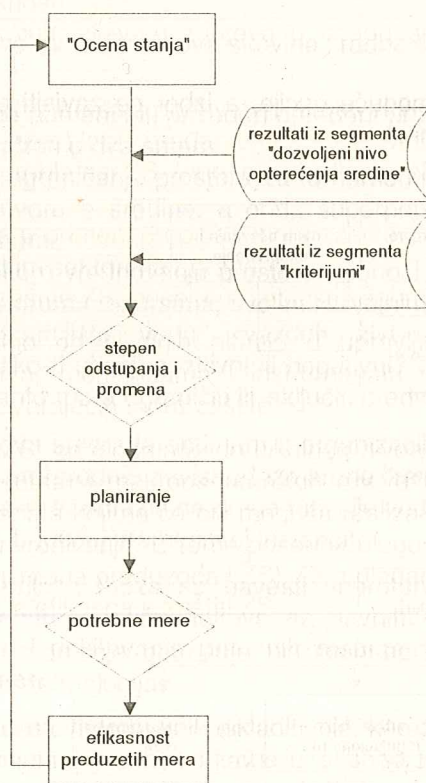 "Ocena stanja"
rezultati iz segmenta
"dozvoljeni nivo
opterećenja sredine"
rezultati iz segmenta
"kriterijumi"
stepen
odstupanja i
promena
planiranje
potrebne mere
efikasnost
preduzetih mera